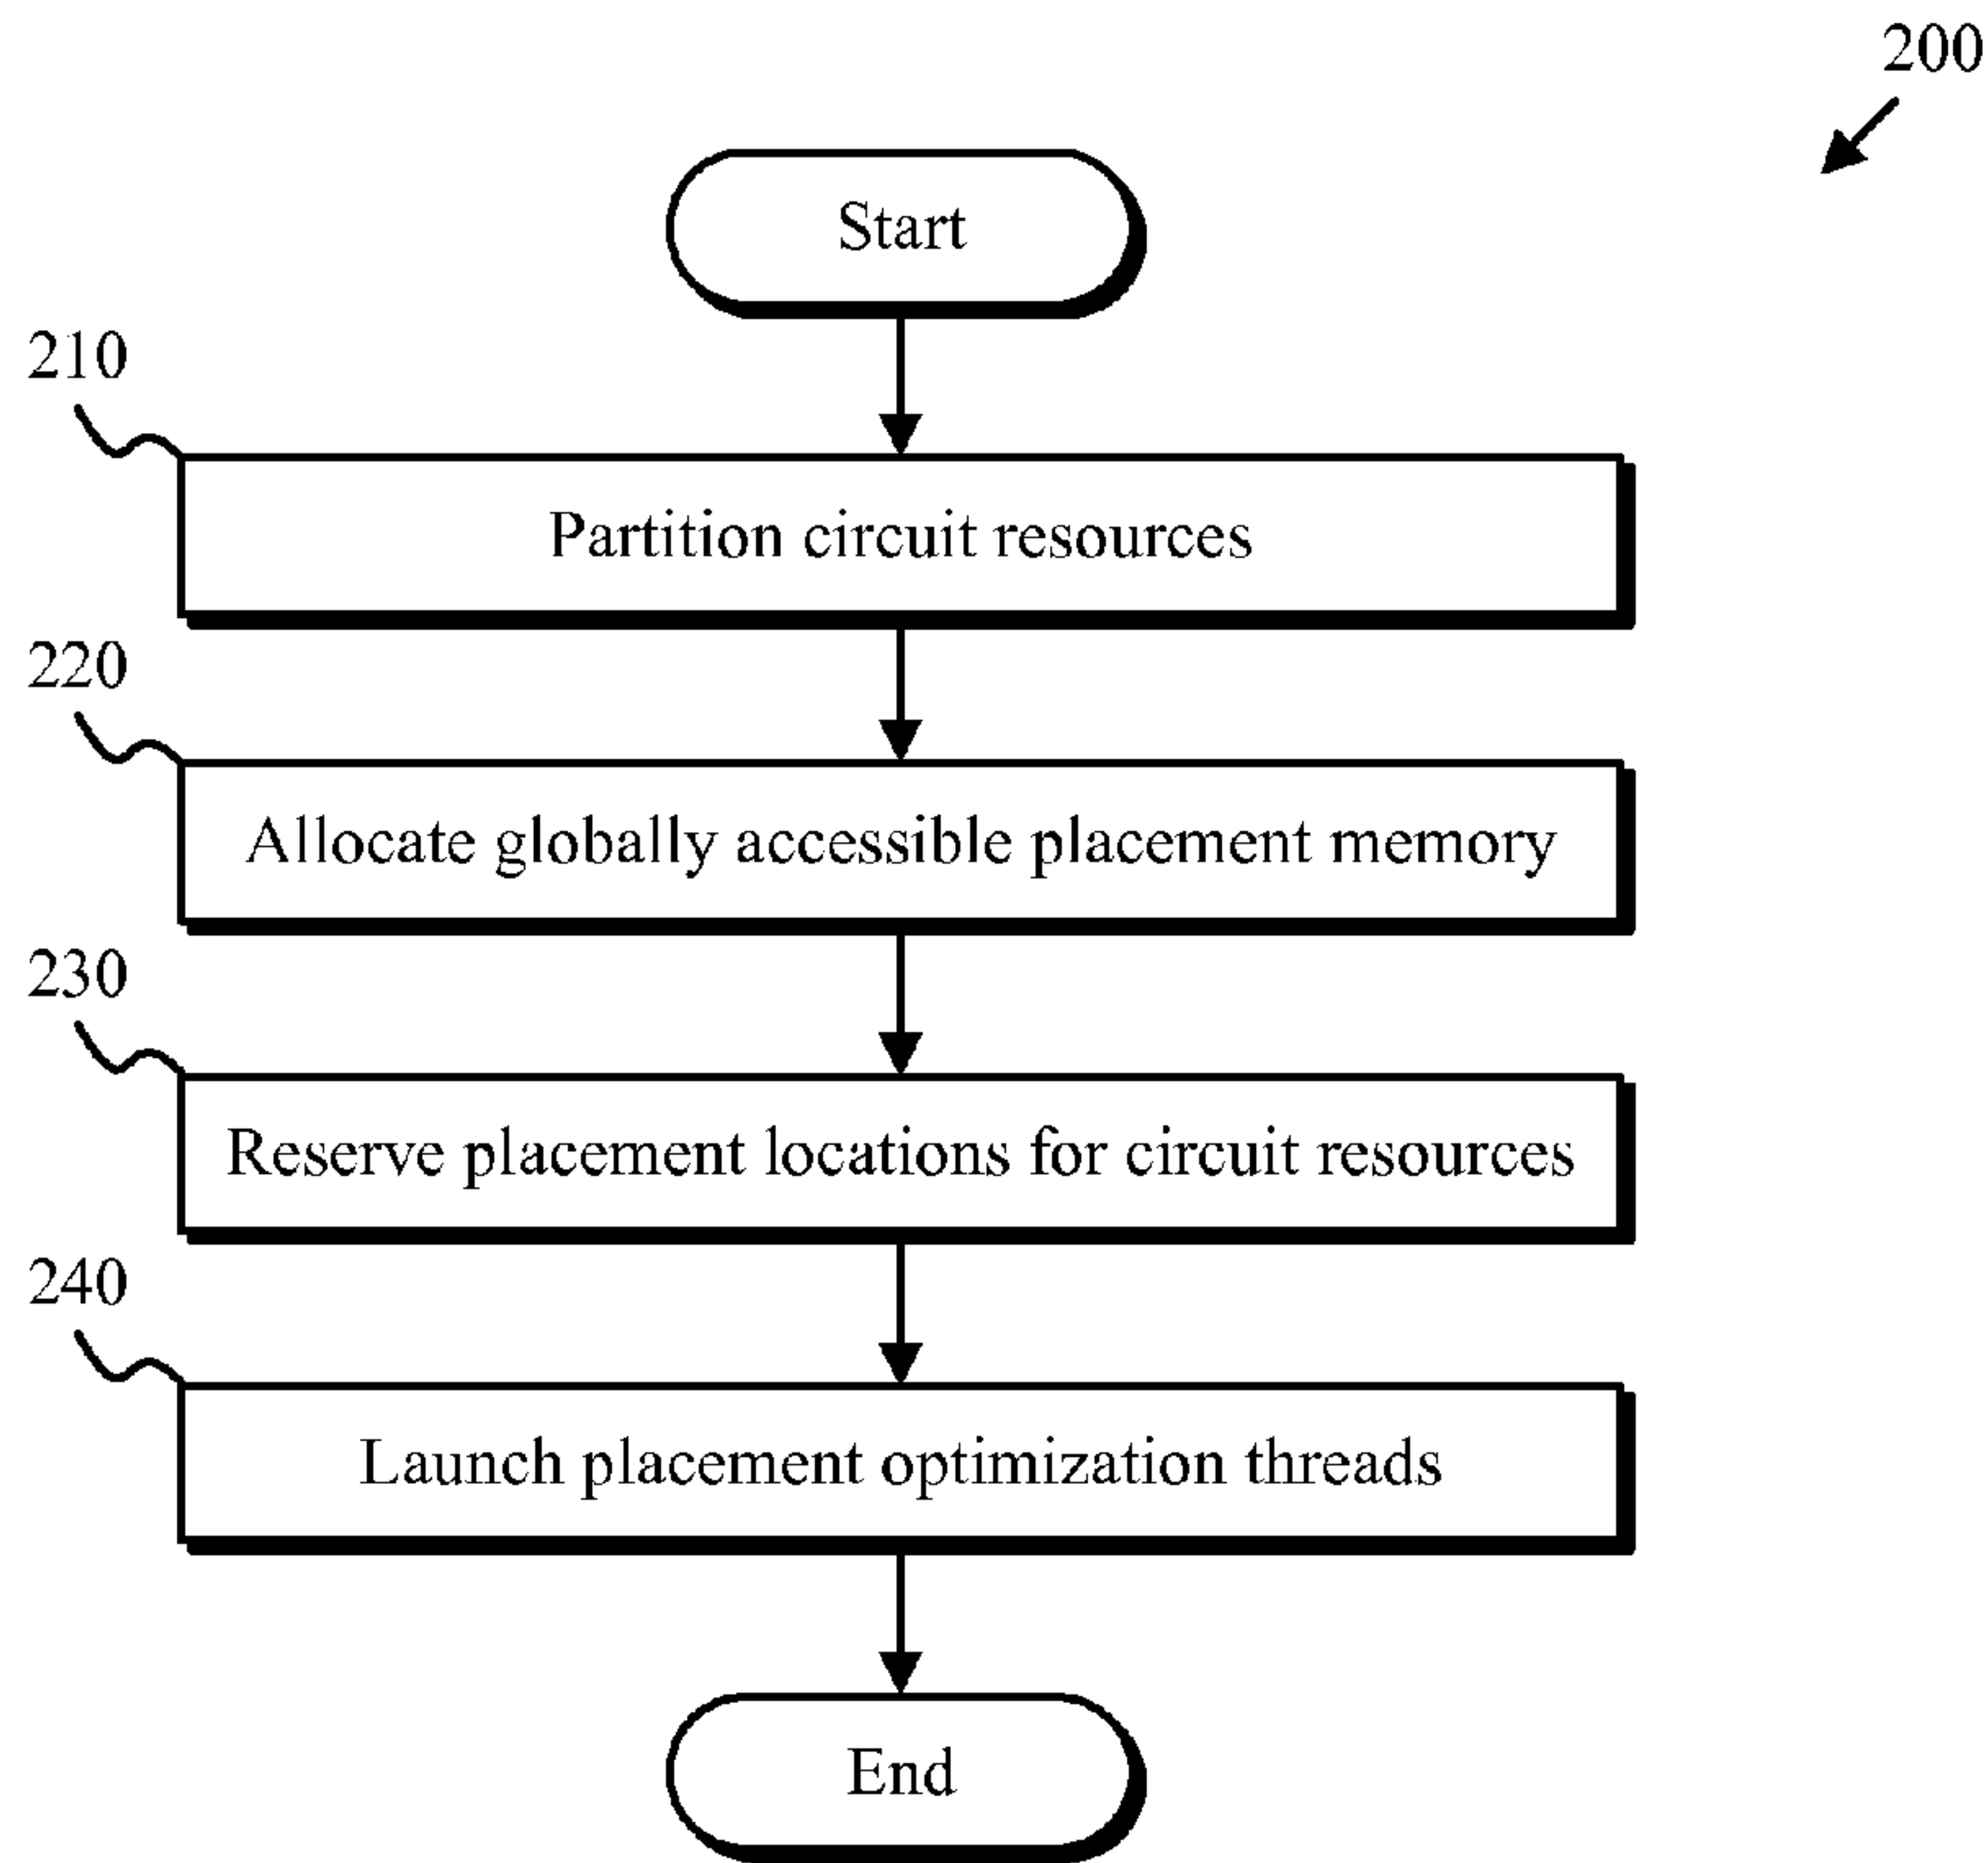 200
Start
210
Partition circuit resources
220
Allocate globally accessible placement memory
230
Reserve placement locations for circuit resources
240
Launch placement optimization threads
End